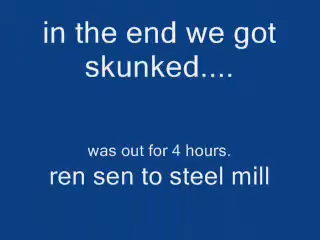 in the end we got
skunked....
was out for 4 hours.
ren sen to steel mill